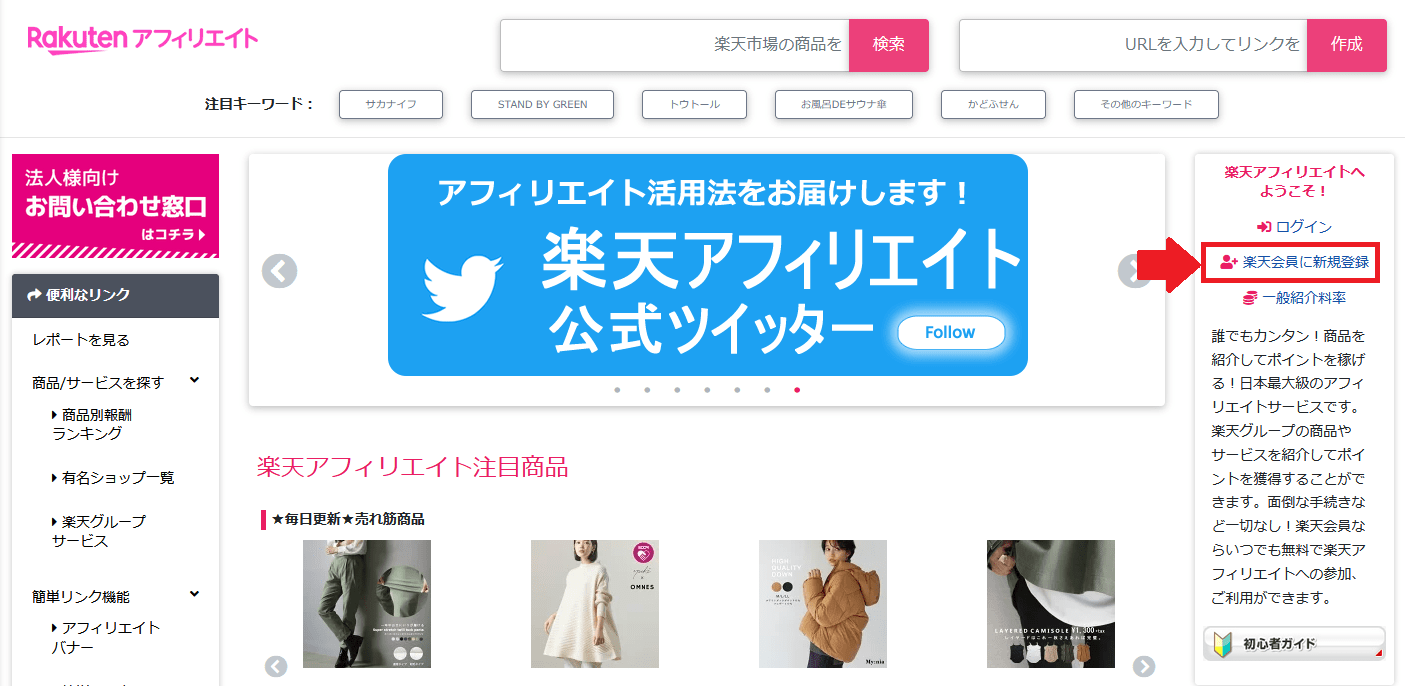 Rakuten アフィリエイト
楽天市場の商品を
検索
URLを入力してリンクを
作成
注目キーワード：
サカナイフ
STAND BY GREEN
トウトール
お風呂DEサウナ傘
かどふせん
その他のキーワード
法人様向け
お問い合わせ窓口
はコチラ
便利なリンク
レポートを見る
商品/サービスを探す
商品別報酬
ランキング
有名ショップ一覧
楽天グループ
サービス
簡単リンク機能
アフィリエイト
バナー
アフィリエイト活用法をお届けします！
楽天アフィリエイト
公式ツイッター
Follow
楽天アフィリエイト注目商品
★毎日更新★売れ筋商品
OMNES
HIGH
QUALITY
DOWN
M/L/LL
My:mia
LAYERED CAMISOLE ¥1,300+tax
楽天アフィリエイトへ
ようこそ！
ログイン
楽天会員に新規登録
一般紹介料率
誰でもカンタン！商品を
紹介してポイントを稼げ
る！日本最大級のアフィ
リエイトサービスです。
楽天グループの商品や
サービスを紹介してポイ
ントを獲得することがで
きます。面倒な手続きな
ど一切なし！楽天会員な
らいつでも無料で楽天ア
フィリエイトへの参加、
ご利用ができます。
初心者ガイド